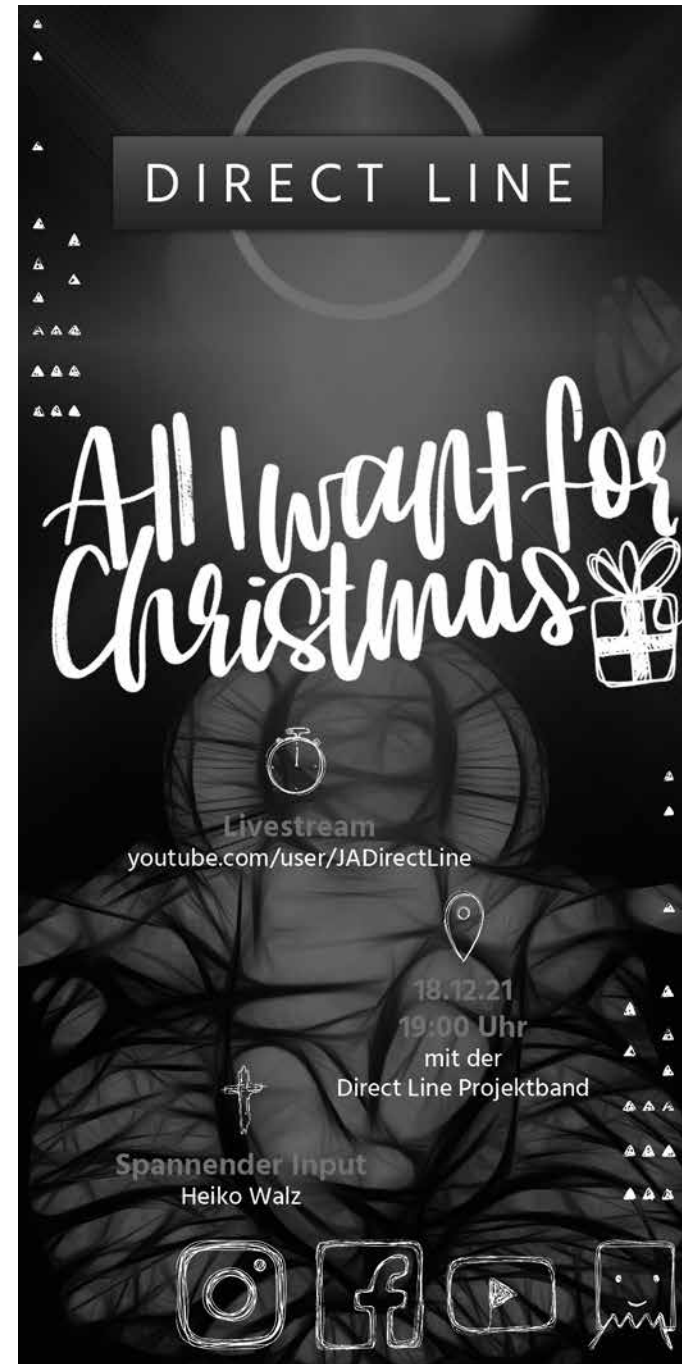 DIRECT LINE
All I want for
Christmas
Livestream
youtube.com/user/JADirectLine
18.12.21
19:00 Uhr
mit der
Direct Line Projektband
Spannender Input
Heiko Walz